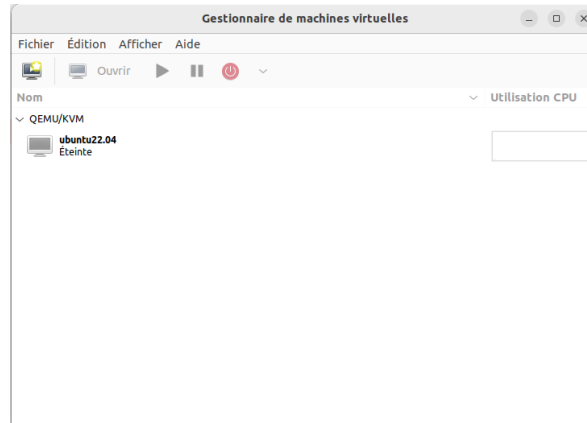 Gestionnaire de machines virtuelles
Fichier Édition Afficher Aide
Ouvrir
Nom Utilisation CPU
QEMU/KVM
ubuntu22.04
Éteinte